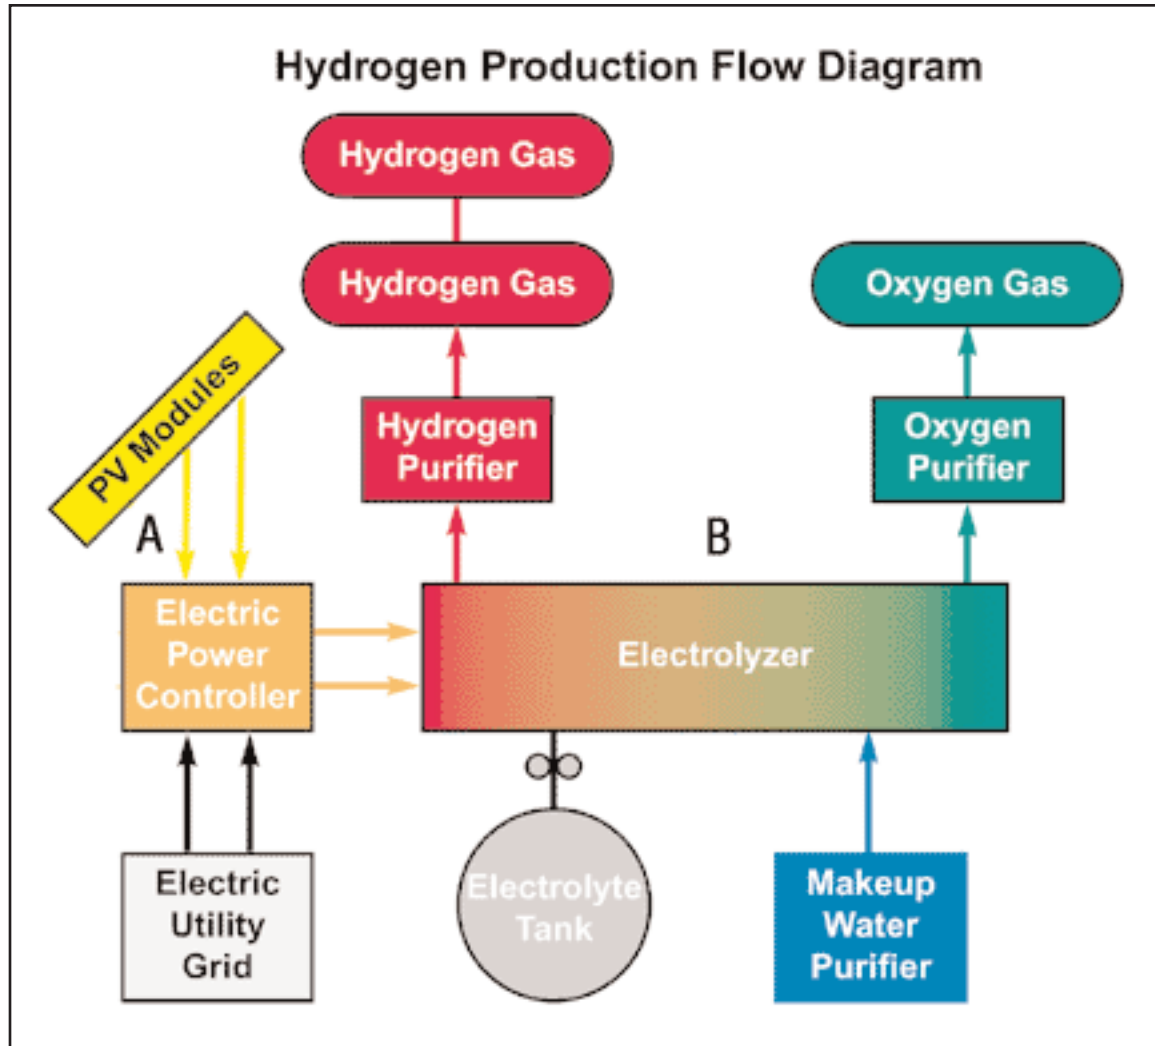 Hydrogen Production Flow Diagram
Hydrogen Gas
Hydrogen Gas
Oxygen Gas
PV Modules
Hydrogen
Purifier
Oxygen
Purifier
A
B
Electric
Power
Controller
Electrolyzer
Electric
Utility
Grid
Electrolyte
Tank
Makeup
Water
Purifier